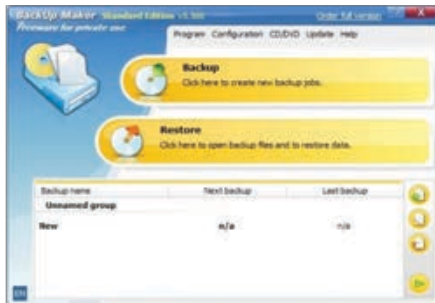 BackUp Maker Standard Edition v5.300
Order full version
Freeware for private use
Program Configuration CD/DVD Update Help
Backup
Click here to create new backup jobs.
Restore
Click here to open backup files and to restore data.
Backup name Next backup Last backup
Unnamed group
New n/a n/a
EN